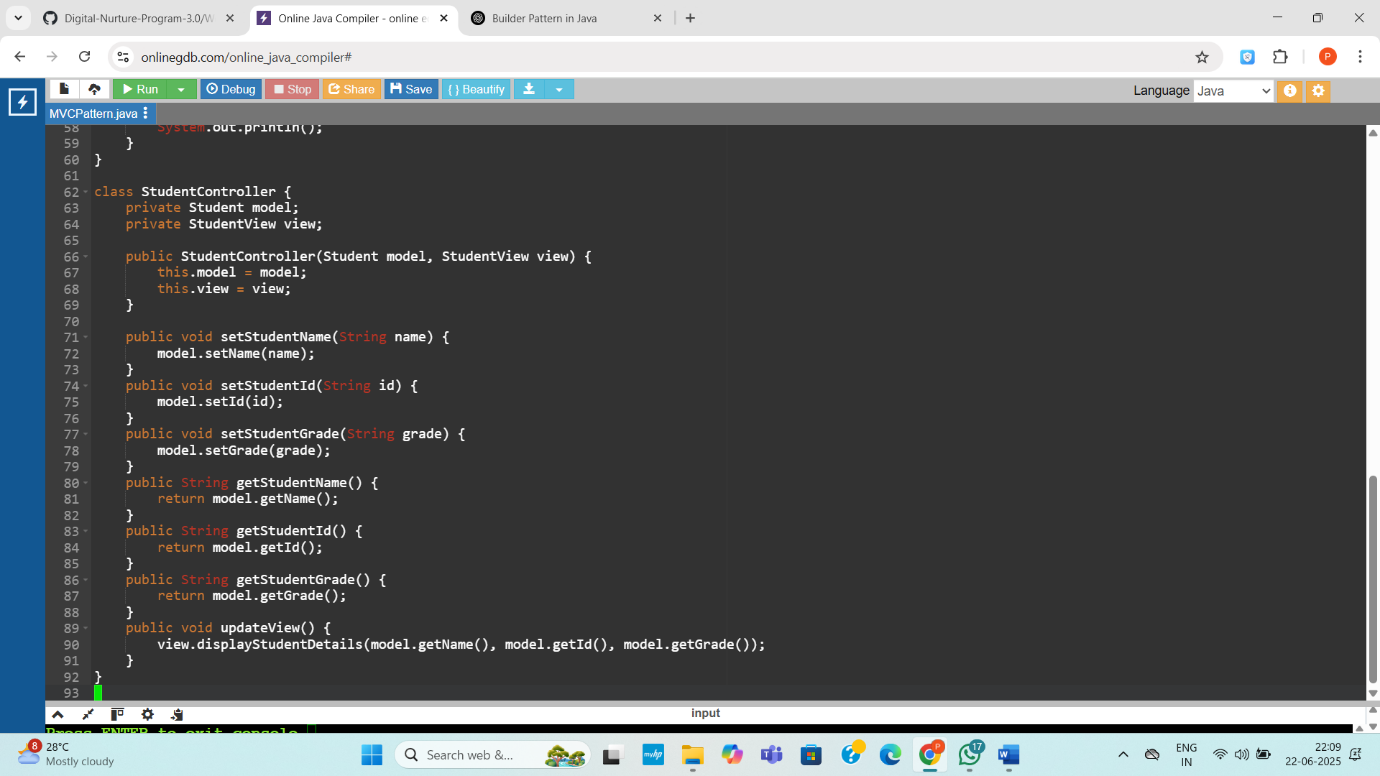 Digital-Nurture-Program-3.0/W
Online Java Compiler - online e
Builder Pattern in Java
onlinegdb.com/online_java_compiler#
P
Run
Debug
Stop
Share
Save
{ } Beautify
Language Java
MVCPattern.java
58 System.out.println();
59 }
60 }
61
62 class StudentController {
63 private Student model;
64 private StudentView view;
65
66 public StudentController(Student model, StudentView view) {
67 this.model = model;
68 this.view = view;
69 }
70
71 public void setStudentName(String name) {
72 model.setName(name);
73 }
74 public void setStudentId(String id) {
75 model.setId(id);
76 }
77 public void setStudentGrade(String grade) {
78 model.setGrade(grade);
79 }
80 public String getStudentName() {
81 return model.getName();
82 }
83 public String getStudentId() {
84 return model.getId();
85 }
86 public String getStudentGrade() {
87 return model.getGrade();
88 }
89 public void updateView() {
90 view.displayStudentDetails(model.getName(), model.getId(), model.getGrade());
91 }
92 }
93
input
Press ENTER to exit console.
8
28°C
Mostly cloudy
Search web &...
myhp
P
17
W
ENG
IN
22:09
22-06-2025